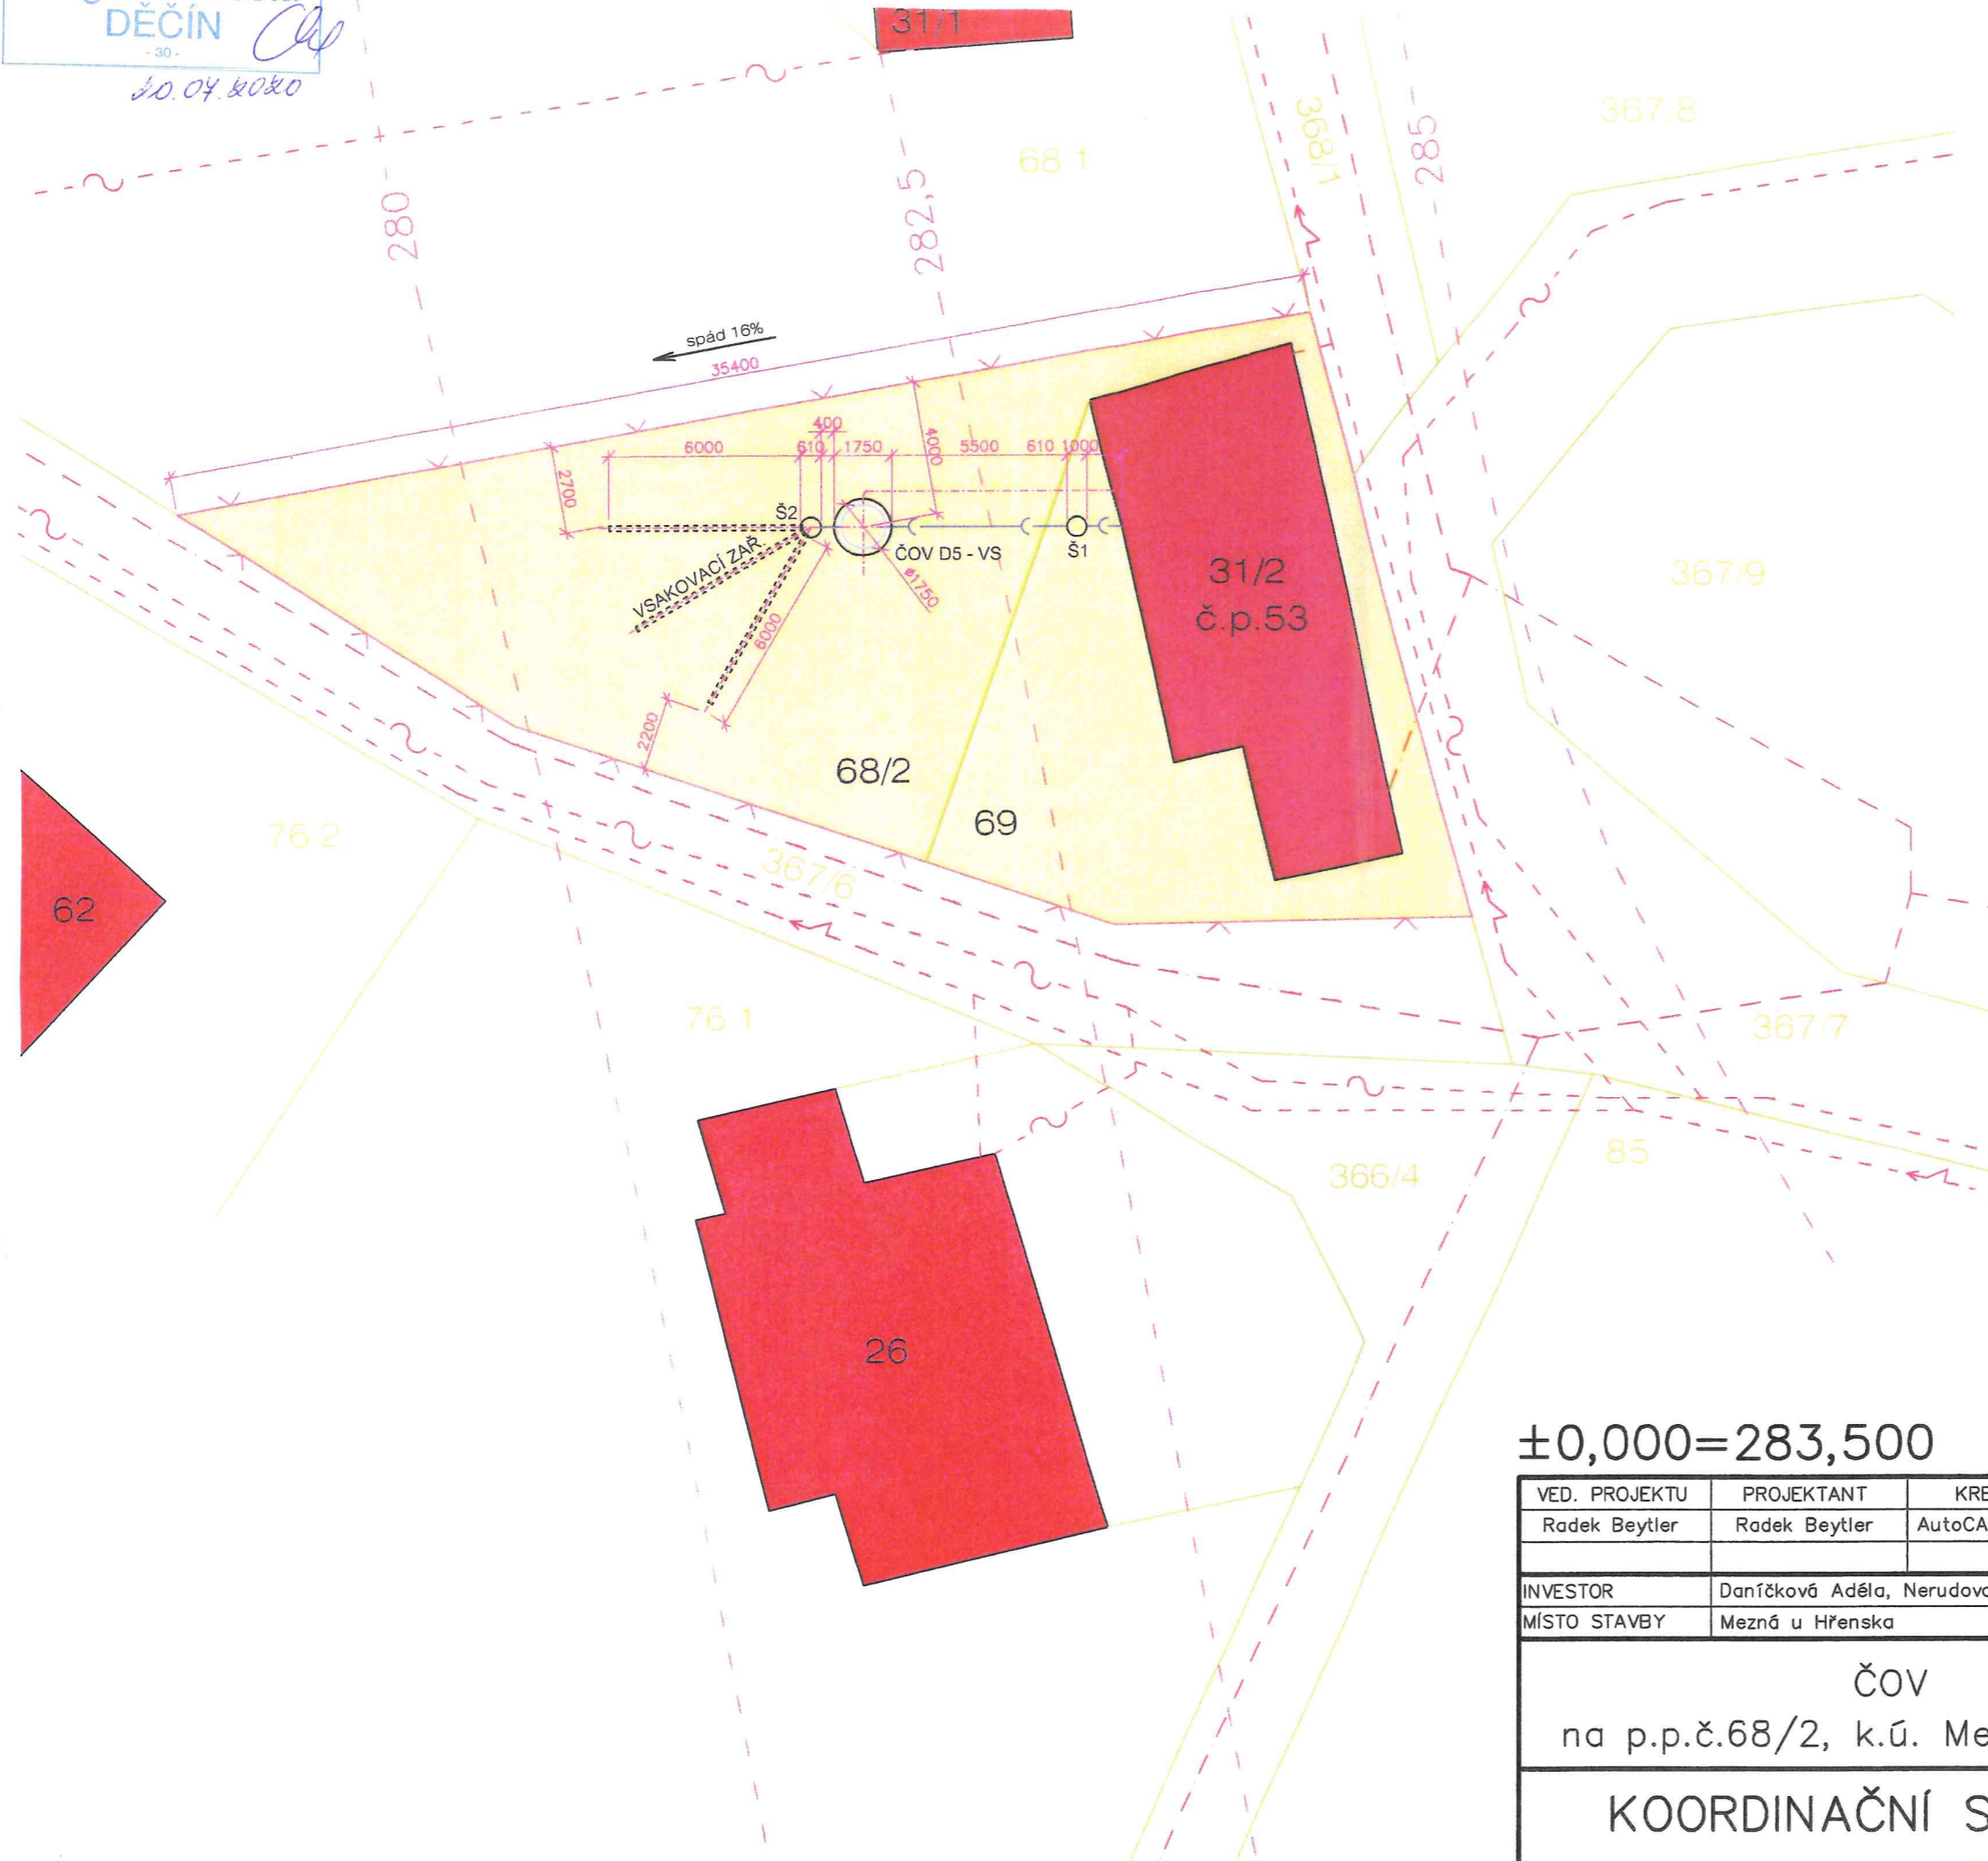 DĚČÍN
- 30 -
20.07.2020
31/1
280
282,5
285
68 1
368/1
367/8
spád 16%
35400
400
6000
610
1750
4000
5500
610
1000
2700
Š2
ČOV D5 - VS
Š1
VSAKOVACÍ ZAŘ.
ø1750
6000
2200
31/2
č.p.53
367/9
68/2
69
76 2
367/6
62
76 1
367/7
366/4
85
26
±0,000=283,500
VED. PROJEKTU PROJEKTANT KRE
Radek Beytler Radek Beytler AutoCA
INVESTOR Daníčková Adéla, Nerudova
MÍSTO STAVBY Mezná u Hřenska
ČOV
na p.p.č.68/2, k.ú. Me
KOORDINAČNÍ S